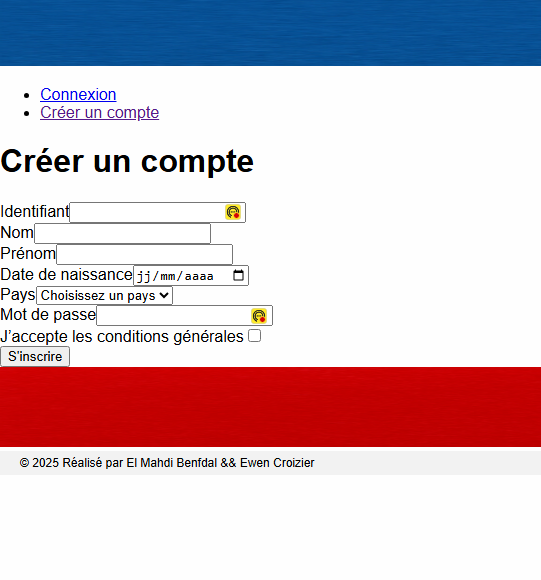 Connexion
Créer un compte
Créer un compte
Identifiant
Nom
Prénom
Date de naissance jj/mm/aaaa
Pays Choisissez un pays
Mot de passe
J’accepte les conditions générales
S'inscrire
© 2025 Réalisé par El Mahdi Benfdal && Ewen Croizier